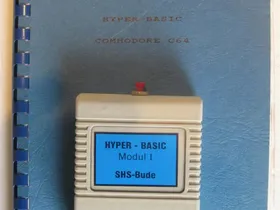 HYPER BASIC
COMMODORE C64
HYPER - BASIC
Modul I
SHS-Bude